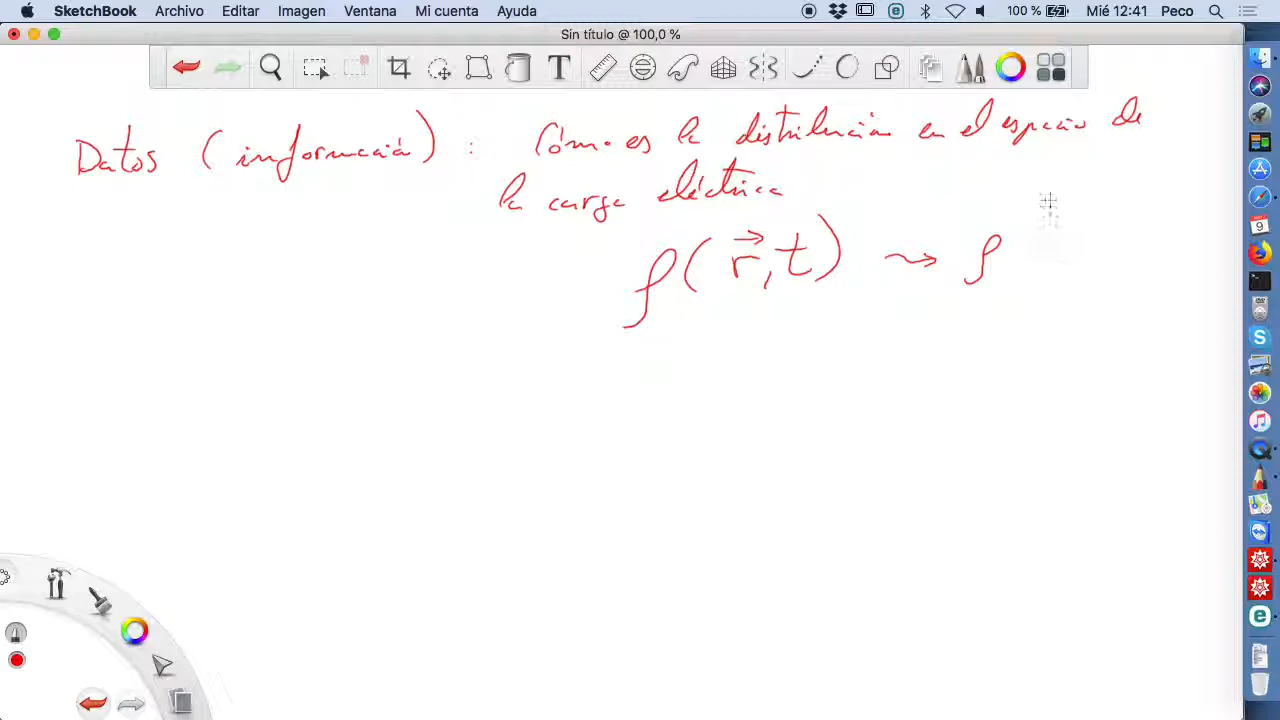 SketchBook Archivo Editar Imagen Ventana Mi cuenta Ayuda 100 % Mié 12:41 Peco
Sin título @ 100,0 %
Datos (información) : Cómo es la distribución en el espacio de
la carga eléctrica
ρ(r⃗,t) ⇝ ρ